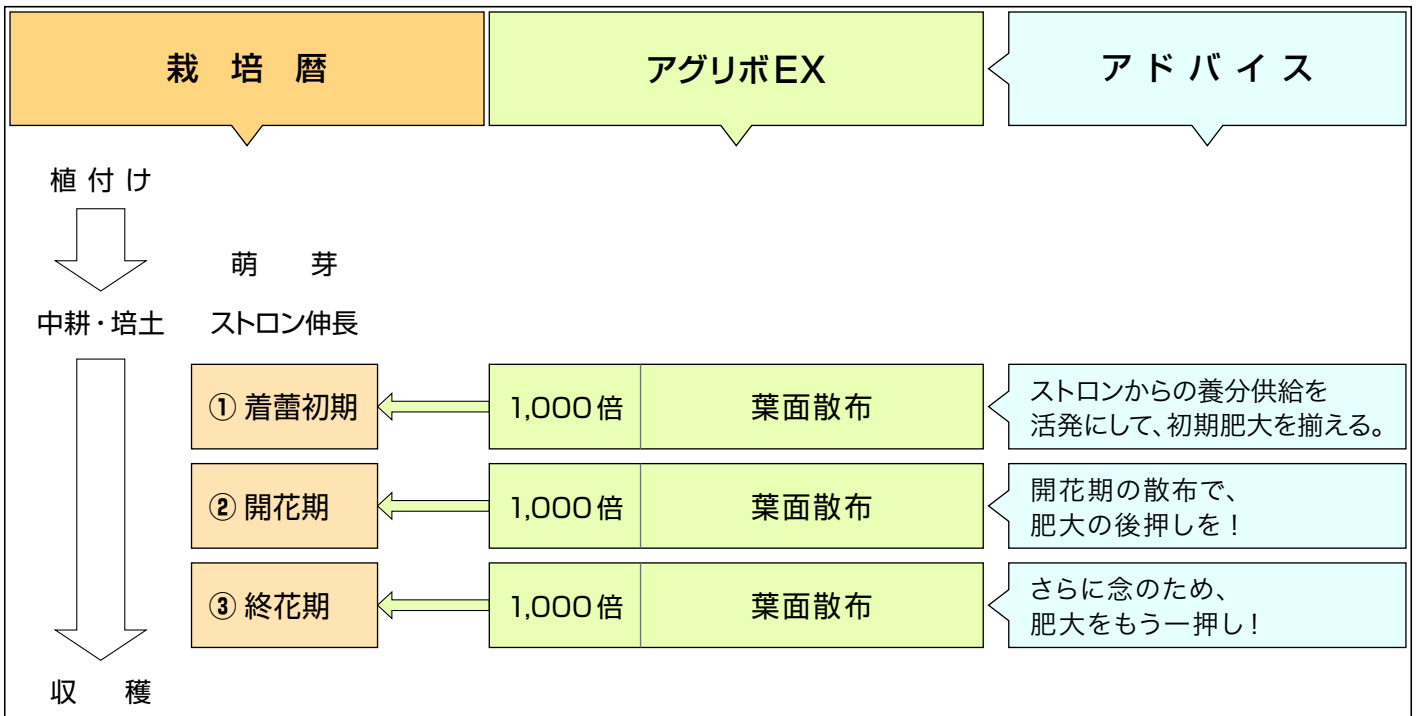 栽培暦
アグリボEX
アドバイス
植付け
萌芽
中耕・培土
ストロン伸長
①着蕾初期
1,000倍
葉面散布
ストロンからの養分供給を
活発にして、初期肥大を揃える。
②開花期
1,000倍
葉面散布
開花期の散布で、
肥大の後押しを！
③終花期
1,000倍
葉面散布
さらに念のため、
肥大をもう一押し！
収穫